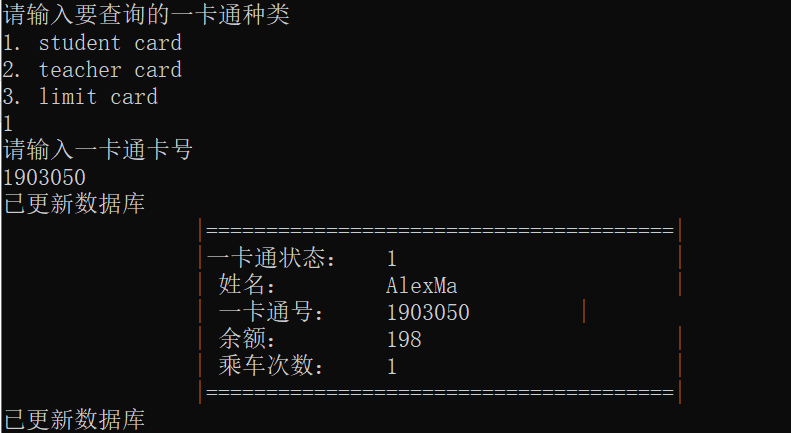 请输入要查询的一卡通种类
1. student card
2. teacher card
3. limit card
1
请输入一卡通卡号
1903050
已更新数据库
|=======================================|
|一卡通状态:    1                       |
| 姓名:         AlexMa                  |
| 一卡通号:     1903050         |
| 余额:         198                     |
| 乘车次数:     1                       |
|=======================================|
已更新数据库